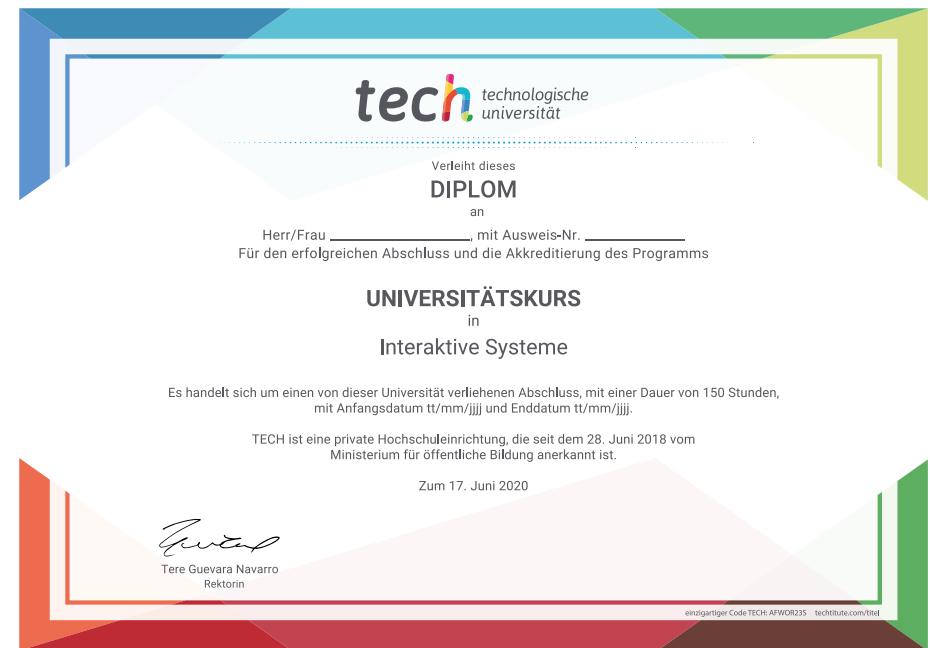 tech technologische
universität
Verleiht dieses
DIPLOM
an
Herr/Frau ____________________, mit Ausweis-Nr. ______________
Für den erfolgreichen Abschluss und die Akkreditierung des Programms
UNIVERSITÄTSKURS
in
Interaktive Systeme
Es handelt sich um einen von dieser Universität verliehenen Abschluss, mit einer Dauer von 150 Stunden,
mit Anfangsdatum tt/mm/jjjj und Enddatum tt/mm/jjjj.
TECH ist eine private Hochschuleinrichtung, die seit dem 28. Juni 2018 vom
Ministerium für öffentliche Bildung anerkannt ist.
Zum 17. Juni 2020
Tere Guevara Navarro
Rektorin
einzigartiger Code TECH: AFWOR23S techtitute.com/titel